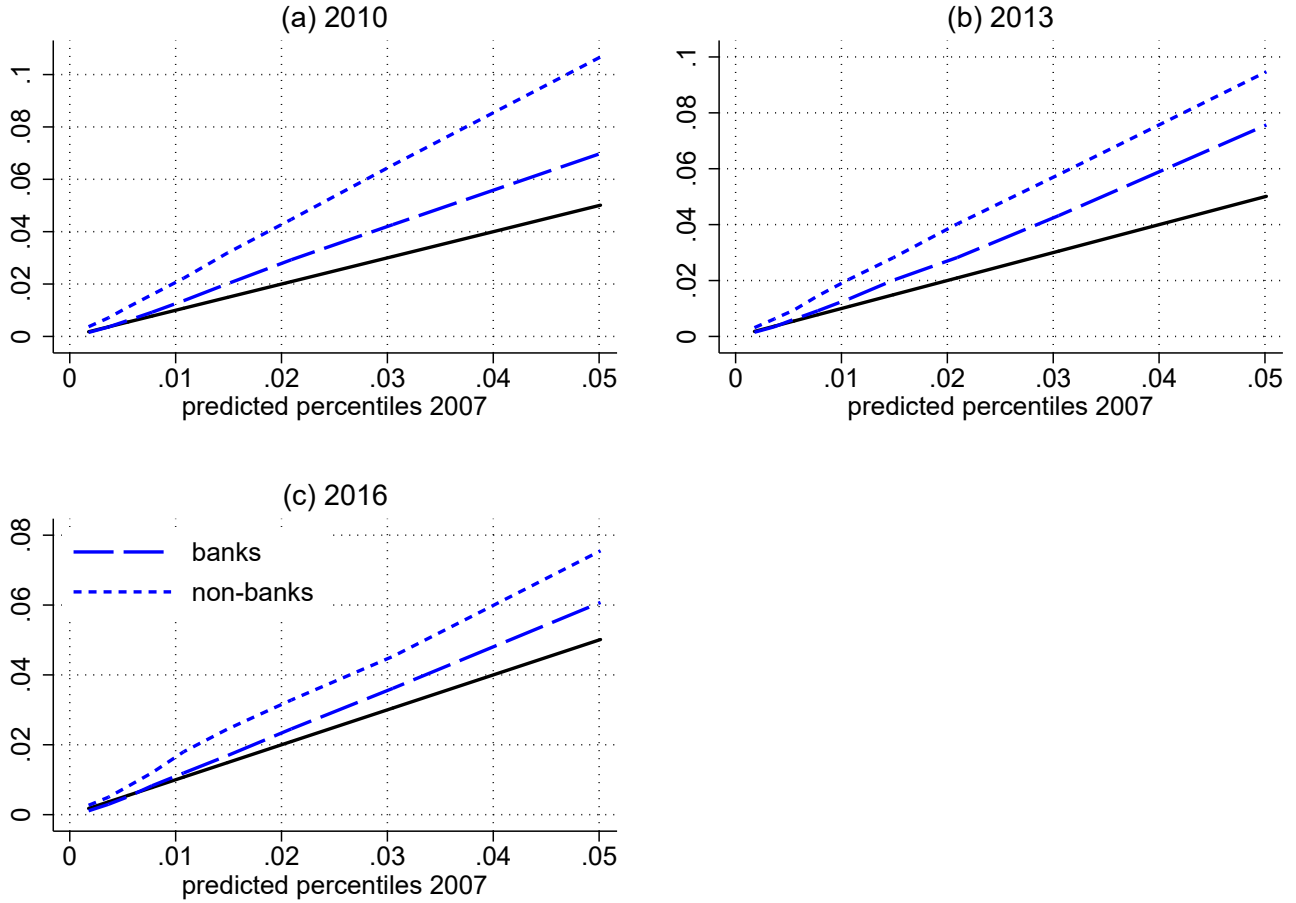 (a) 2010
.1
.08
.06
.04
.02
0
0 .01 .02 .03 .04 .05
predicted percentiles 2007
(b) 2013
.1
.08
.06
.04
.02
0
0 .01 .02 .03 .04 .05
predicted percentiles 2007
(c) 2016
.08
.06
.04
.02
0
banks
non-banks
0 .01 .02 .03 .04 .05
predicted percentiles 2007